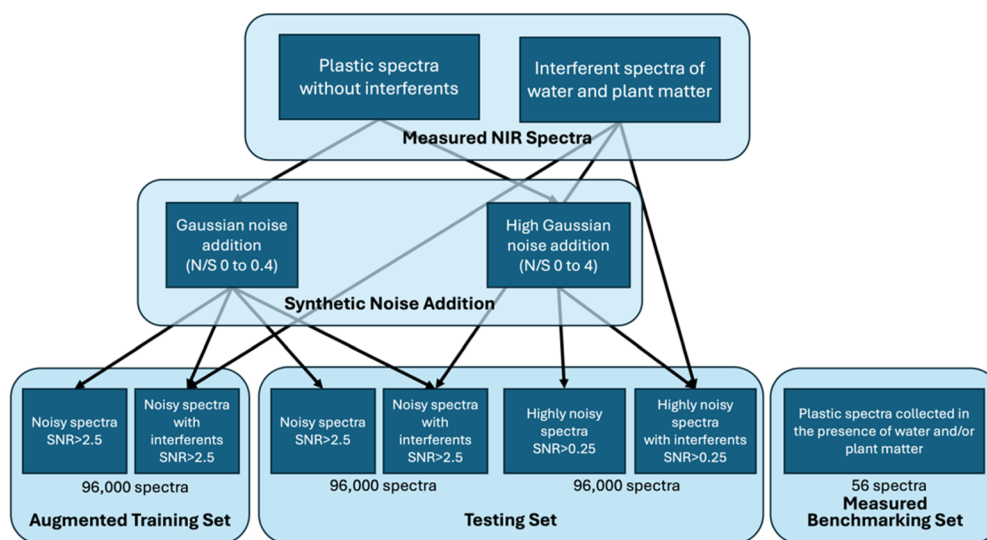 Plastic spectra
without interferents
Interferent spectra of
water and plant matter
Measured NIR Spectra
Gaussian noise
addition
(N/S 0 to 0.4)
High Gaussian
noise addition
(N/S 0 to 4)
Synthetic Noise Addition
Noisy spectra
SNR>2.5
Noisy spectra
with
interferents
SNR>2.5
96,000 spectra
Augmented Training Set
Noisy spectra
SNR>2.5
Noisy spectra
with
interferents
SNR>2.5
96,000 spectra
Highly noisy
spectra
SNR>0.25
Highly noisy
spectra
with interferents
SNR>0.25
96,000 spectra
Testing Set
Plastic spectra collected in
the presence of water and/or
plant matter
56 spectra
Measured
Benchmarking Set